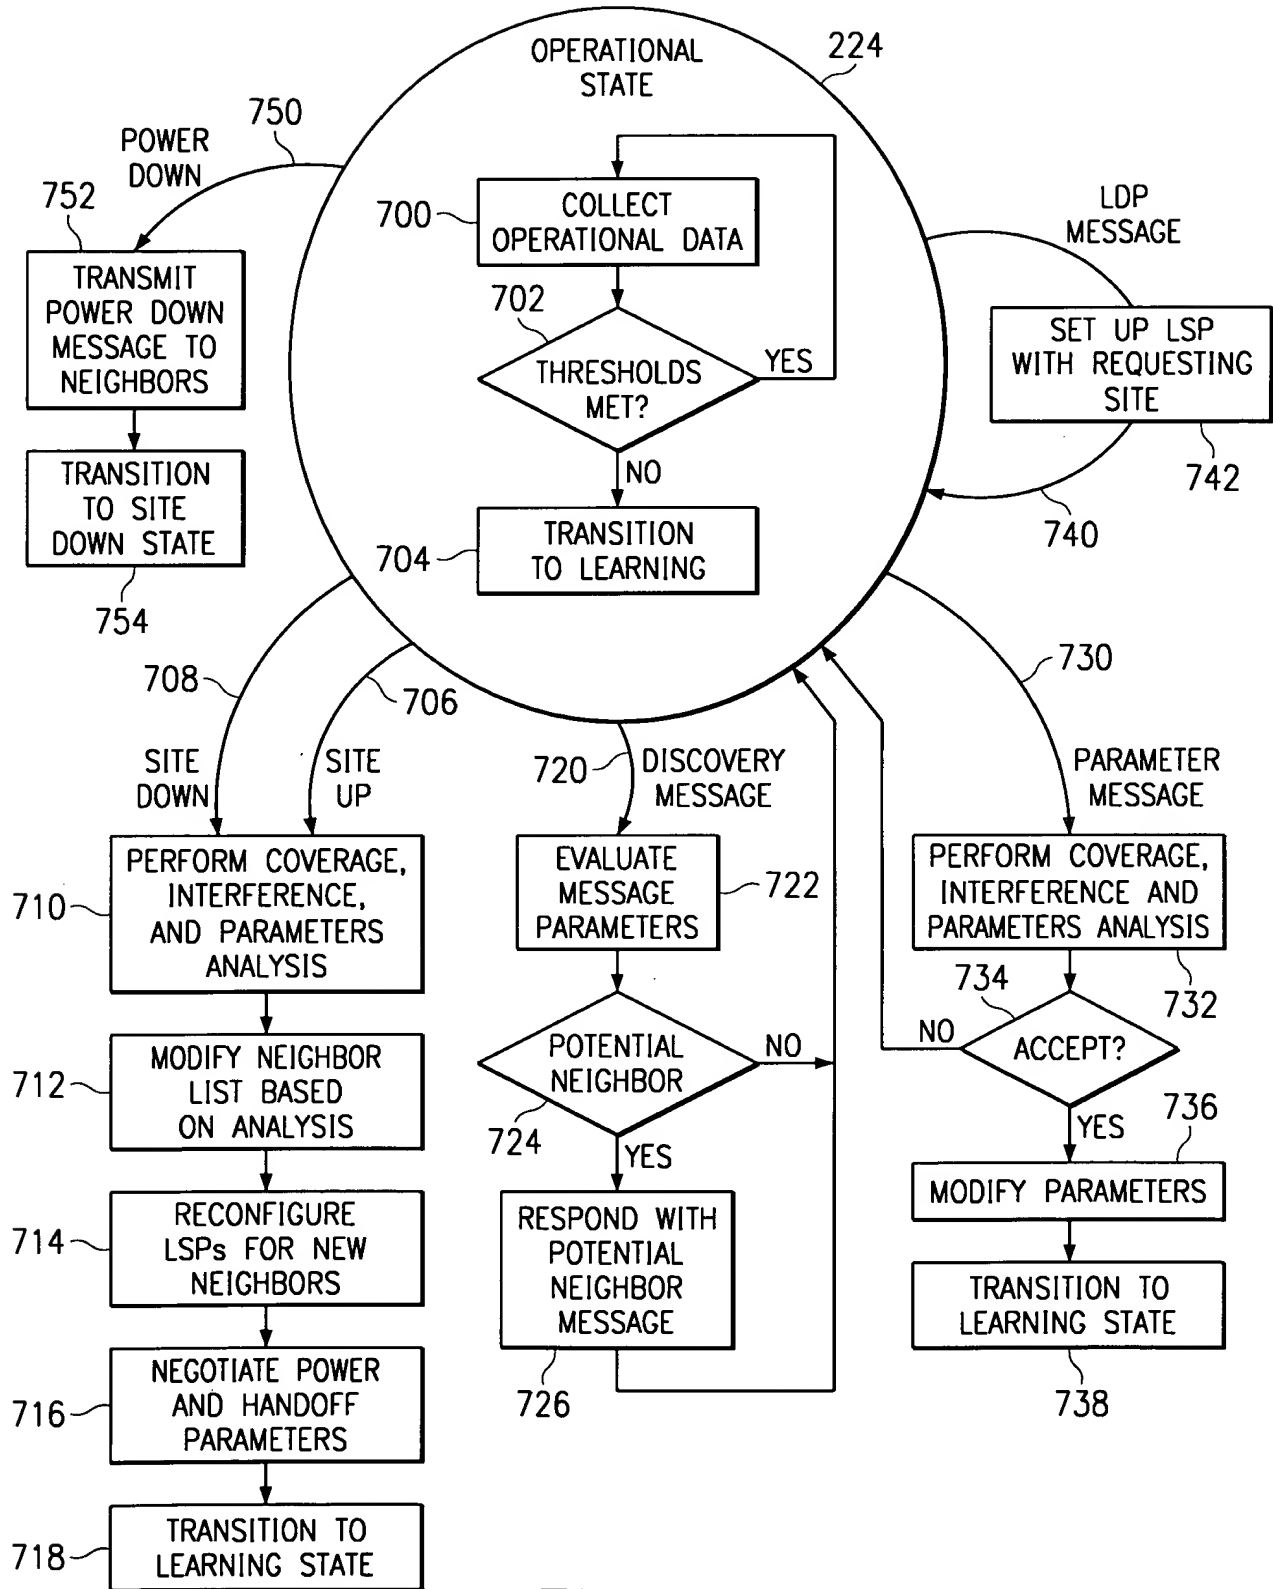 OPERATIONAL
STATE
224
750
POWER
DOWN
752
TRANSMIT
POWER DOWN
MESSAGE TO
NEIGHBORS
TRANSITION
TO SITE
DOWN STATE
754
700
COLLECT
OPERATIONAL DATA
702
THRESHOLDS
MET?
YES
NO
704
TRANSITION
TO LEARNING
LDP
MESSAGE
SET UP LSP
WITH REQUESTING
SITE
742
740
708
706
SITE
DOWN
SITE
UP
710
PERFORM COVERAGE,
INTERFERENCE,
AND PARAMETERS
ANALYSIS
712
MODIFY NEIGHBOR
LIST BASED
ON ANALYSIS
714
RECONFIGURE
LSPs FOR NEW
NEIGHBORS
716
NEGOTIATE POWER
AND HANDOFF
PARAMETERS
718
TRANSITION TO
LEARNING STATE
720
DISCOVERY
MESSAGE
EVALUATE
MESSAGE
PARAMETERS
722
POTENTIAL
NEIGHBOR
NO
724
YES
RESPOND WITH
POTENTIAL
NEIGHBOR
MESSAGE
726
730
PARAMETER
MESSAGE
PERFORM COVERAGE,
INTERFERENCE AND
PARAMETERS ANALYSIS
732
734
NO
ACCEPT?
YES
736
MODIFY PARAMETERS
TRANSITION TO
LEARNING STATE
738